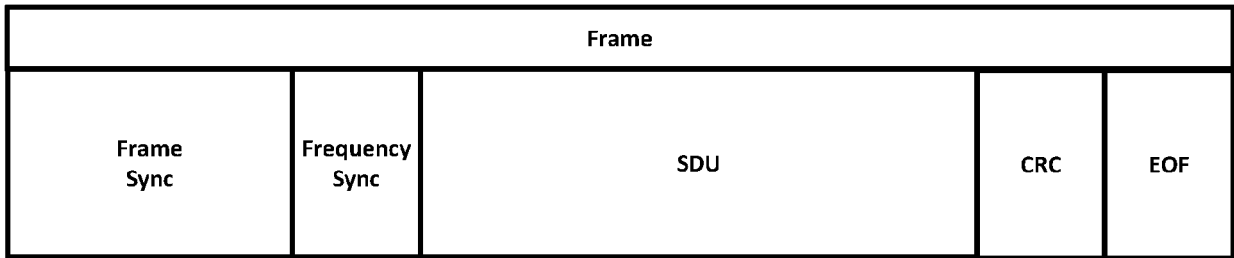 Frame
Frame
Sync
Frequency
Sync
SDU
CRC
EOF